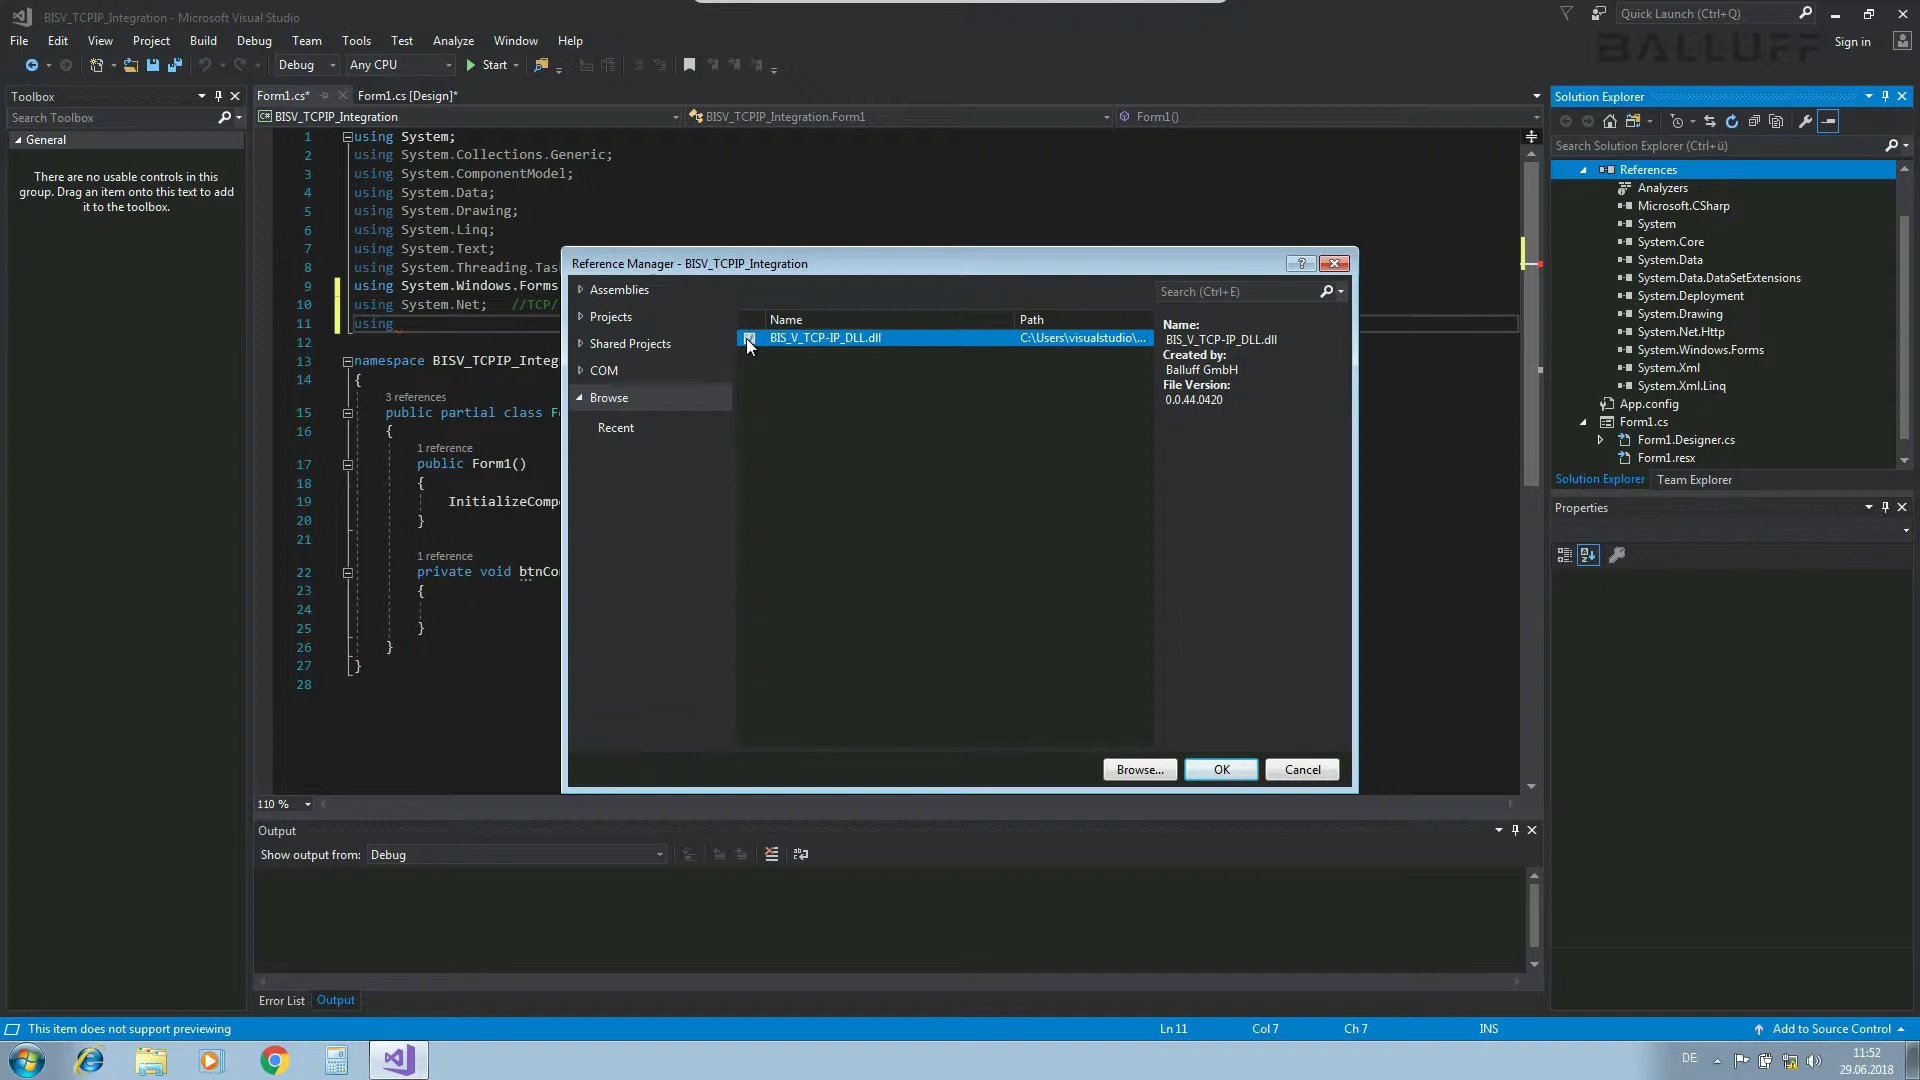 BISV_TCPIP_Integration - Microsoft Visual Studio
Quick Launch (Ctrl+Q)
BALLUFF
File Edit View Project Build Debug Team Tools Test Analyze Window Help
Sign in
Debug Any CPU Start
Toolbox
Search Toolbox
General
There are no usable controls in this
group. Drag an item onto this text to add
it to the toolbox.
Form1.cs* Form1.cs [Design]*
BISV_TCPIP_Integration BISV_TCPIP_Integration.Form1 Form1()
1 using System;
2 using System.Collections.Generic;
3 using System.ComponentModel;
4 using System.Data;
5 using System.Drawing;
6 using System.Linq;
7 using System.Text;
8 using System.Threading.Tas
9 using System.Windows.Forms
10 using System.Net; //TCP/
11 using
12
13 namespace BISV_TCPIP_Integ
14 {
3 references
15 public partial class Fo
16 {
1 reference
17 public Form1()
18 {
19 InitializeCompo
20 }
21
1 reference
22 private void btnCo
23 {
24
25 }
26 }
27 }
28
110 %
Reference Manager - BISV_TCPIP_Integration
Assemblies
Projects
Shared Projects
COM
Browse
Recent
Search (Ctrl+E)
Name Path
BIS_V_TCP-IP_DLL.dll C:\Users\visualstudio\...
Name:
BIS_V_TCP-IP_DLL.dll
Created by:
Balluff GmbH
File Version:
0.0.44.0420
Browse... OK Cancel
Solution Explorer
Search Solution Explorer (Ctrl+ü)
References
Analyzers
Microsoft.CSharp
System
System.Core
System.Data
System.Data.DataSetExtensions
System.Deployment
System.Drawing
System.Net.Http
System.Windows.Forms
System.Xml
System.Xml.Linq
App.config
Form1.cs
Form1.Designer.cs
Form1.resx
Solution Explorer Team Explorer
Properties
Output
Show output from: Debug
Error List Output
This item does not support previewing
Ln 11 Col 7 Ch 7 INS
Add to Source Control
DE
11:52
29.06.2018